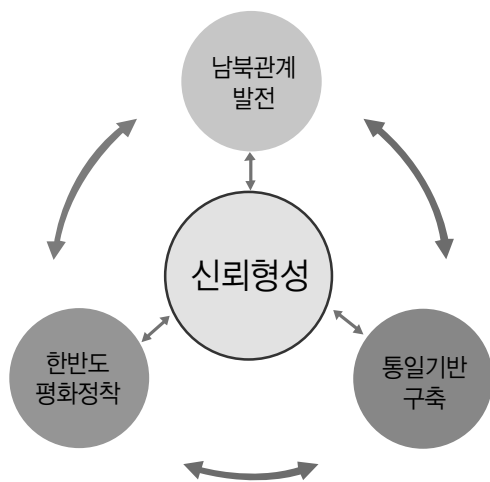 남북관계
발전
신뢰형성
한반도
평화정착
통일기반
구축